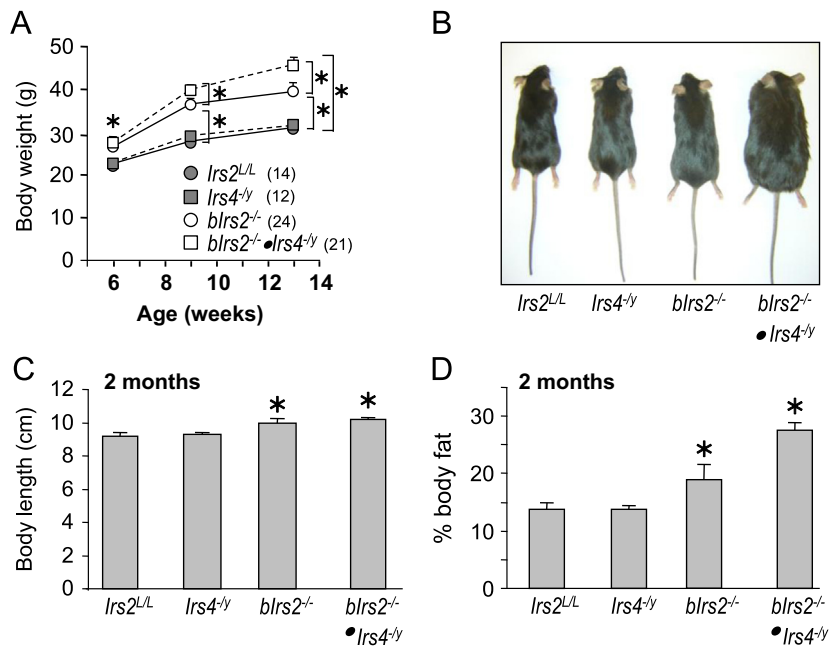 A
50
40
30
20
10
0
Body weight (g)
* * * * * *
Irs2L/L (14)
Irs4-/y (12)
bIrs2-/- (24)
bIrs2-/-●Irs4-/y (21)
6 8 10 12 14
Age (weeks)
B
Irs2L/L Irs4-/y bIrs2-/- bIrs2-/-
●Irs4-/y
C
2 months
12
10
8
6
4
2
0
Body length (cm)
* *
Irs2L/L Irs4-/y bIrs2-/- bIrs2-/-
●Irs4-/y
D
2 months
30
20
10
0
% body fat
* *
Irs2L/L Irs4-/y bIrs2-/- bIrs2-/-
●Irs4-/y